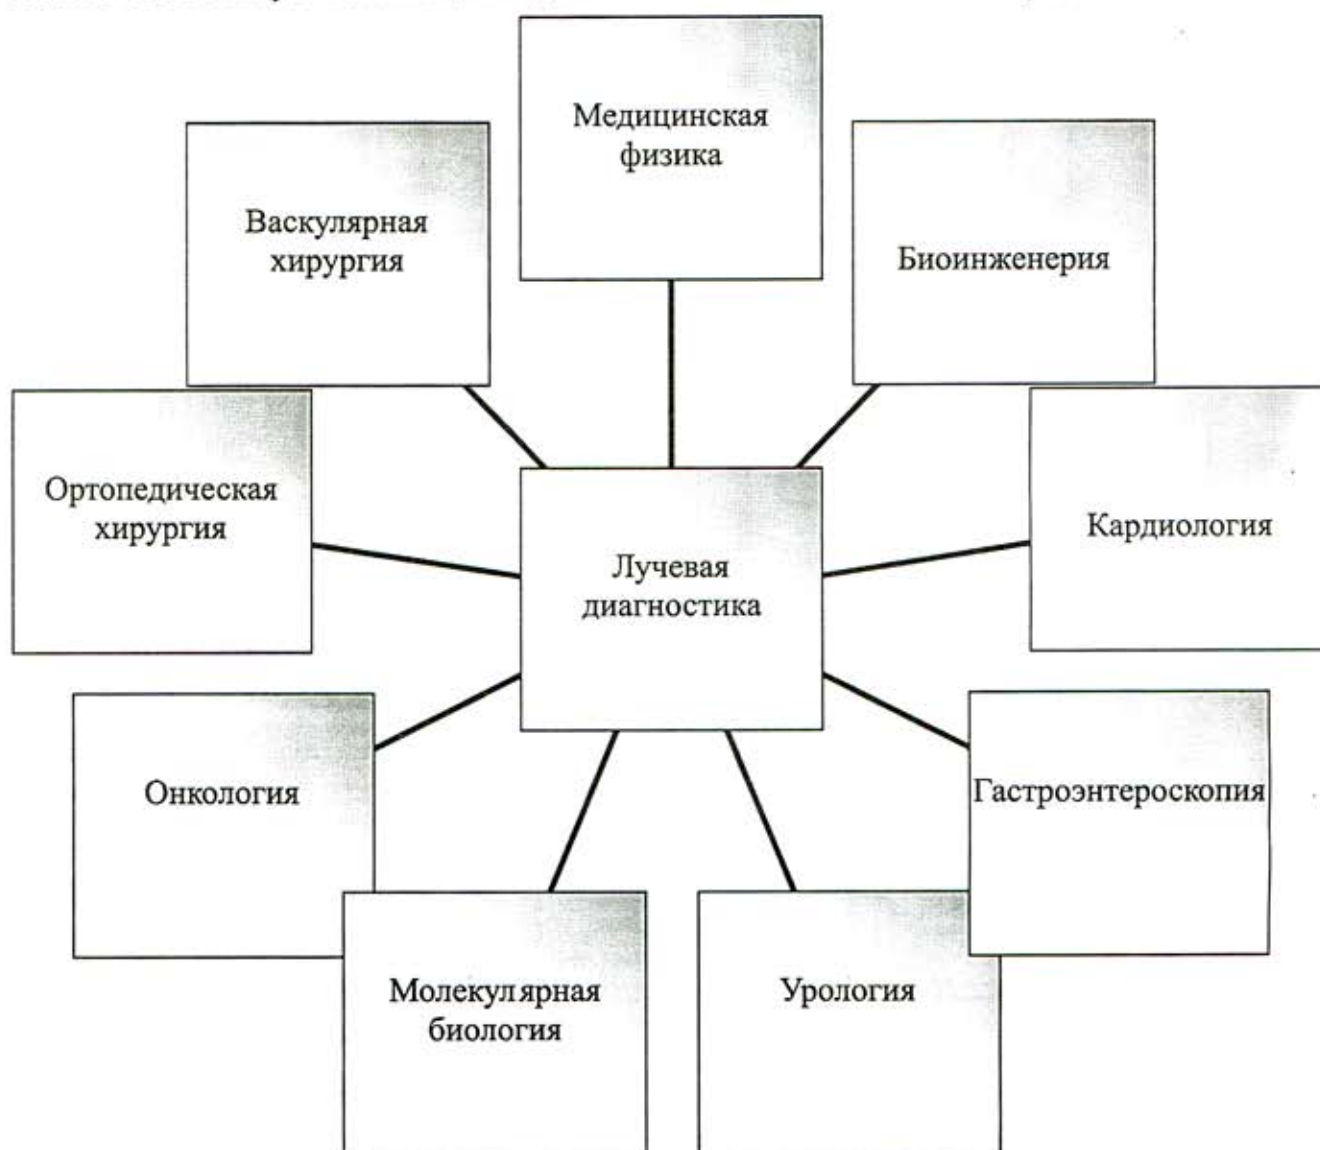 Медицинская
физика
Васкулярная
хирургия
Биоинженерия
Ортопедическая
хирургия
Кардиология
Лучевая
диагностика
Онкология
Гастроэнтероскопия
Молекулярная
биология
Урология